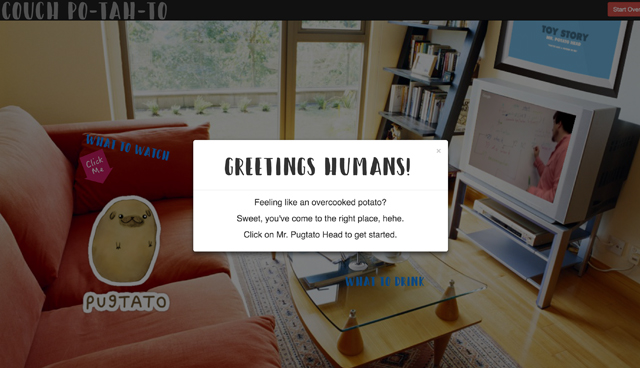 COUCH PO-TAH-TO
Start Over
TOY STORY
WHAT TO WATCH
Click
Me
×
GREETINGS HUMANS!
Feeling like an overcooked potato?
Sweet, you've come to the right place, hehe.
Click on Mr. Pugtato Head to get started.
PUGTATO
WHAT TO DRINK